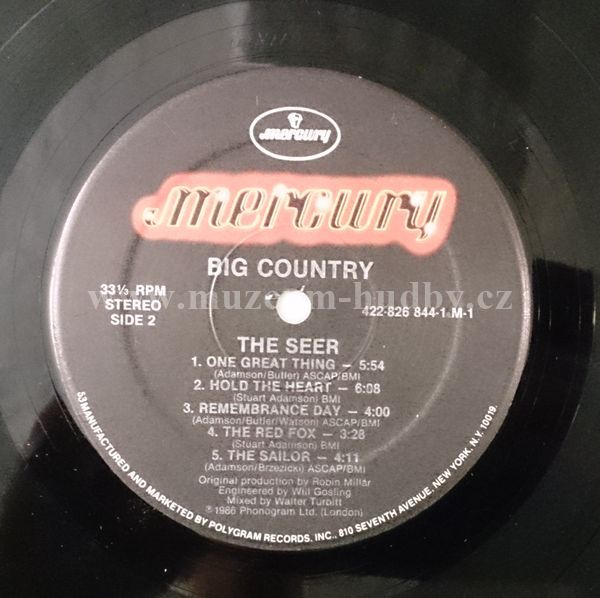 mercury
mercury
BIG COUNTRY
33⅓ RPM
STEREO
SIDE 2
422-826 844-1 M-1
www.muzeum-hudby.cz
THE SEER
1. ONE GREAT THING – 5:54
(Adamson/Butler) ASCAP/BMI
2. HOLD THE HEART – 6:08
(Stuart Adamson) BMI
3. REMEMBRANCE DAY – 4:00
(Adamson/Butler/Watson) ASCAP/BMI
4. THE RED FOX – 3:28
(Stuart Adamson) BMI
5. THE SAILOR – 4:11
(Adamson/Brzezicki) ASCAP/BMI
Original production by Robin Millar
Engineered by Will Gosling
Mixed by Walter Turbitt
℗1986 Phonogram Ltd. (London)
53 MANUFACTURED AND MARKETED BY POLYGRAM RECORDS, INC., 810 SEVENTH AVENUE, NEW YORK, N.Y. 10019.